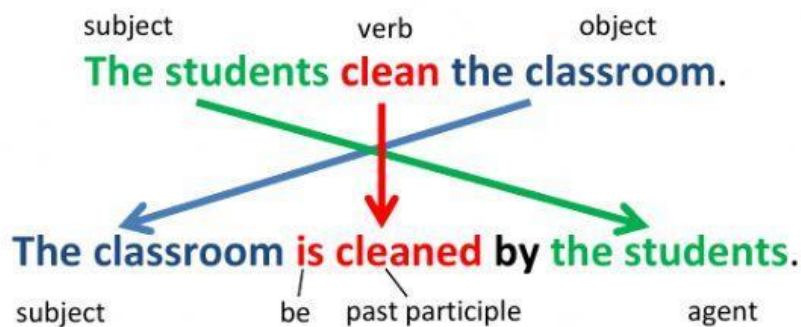 subject verb object
The students clean the classroom.
The classroom is cleaned by the students.
subject be past participle agent